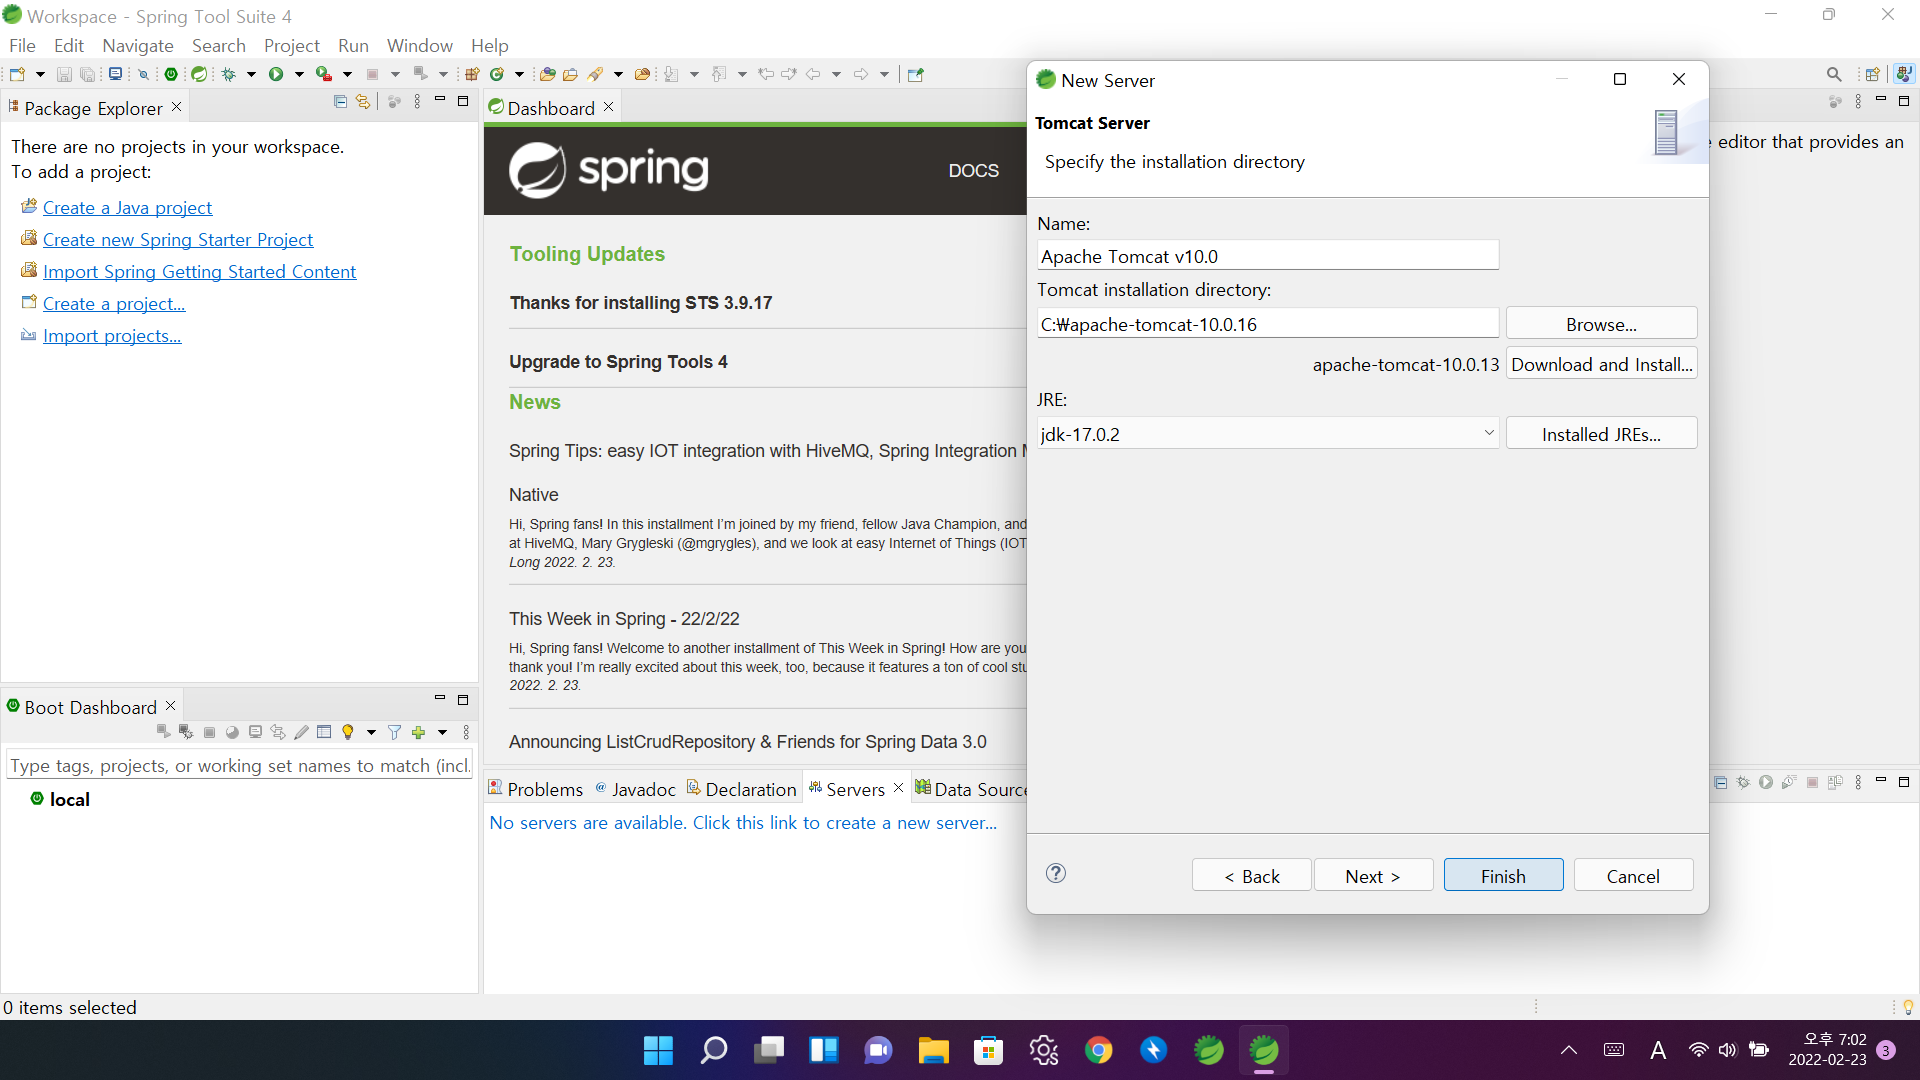 Workspace - Spring Tool Suite 4
File Edit Navigate Search Project Run Window Help
Package Explorer
There are no projects in your workspace.
To add a project:
Create a Java project
Create new Spring Starter Project
Import Spring Getting Started Content
Create a project...
Import projects...
Boot Dashboard
Type tags, projects, or working set names to match (incl.
local
0 items selected
Dashboard
spring
DOCS
Tooling Updates
Thanks for installing STS 3.9.17
Upgrade to Spring Tools 4
News
Spring Tips: easy IOT integration with HiveMQ, Spring Integration
Native
Hi, Spring fans! In this installment I'm joined by my friend, fellow Java Champion, and
at HiveMQ, Mary Grygleski (@mgrygles), and we look at easy Internet of Things (IOT
Long 2022. 2. 23.
This Week in Spring - 22/2/22
Hi, Spring fans! Welcome to another installment of This Week in Spring! How are you
thank you! I'm really excited about this week, too, because it features a ton of cool
2022. 2. 23.
Announcing ListCrudRepository & Friends for Spring Data 3.0
Problems @ Javadoc Declaration Servers Data Source
No servers are available. Click this link to create a new server...
editor that provides an
New Server
Tomcat Server
Specify the installation directory
Name:
Apache Tomcat v10.0
Tomcat installation directory:
C:₩apache-tomcat-10.0.16 Browse...
apache-tomcat-10.0.13 Download and Install...
JRE:
jdk-17.0.2 Installed JREs...
? < Back Next > Finish Cancel
A
오후 7:02
2022-02-23
3